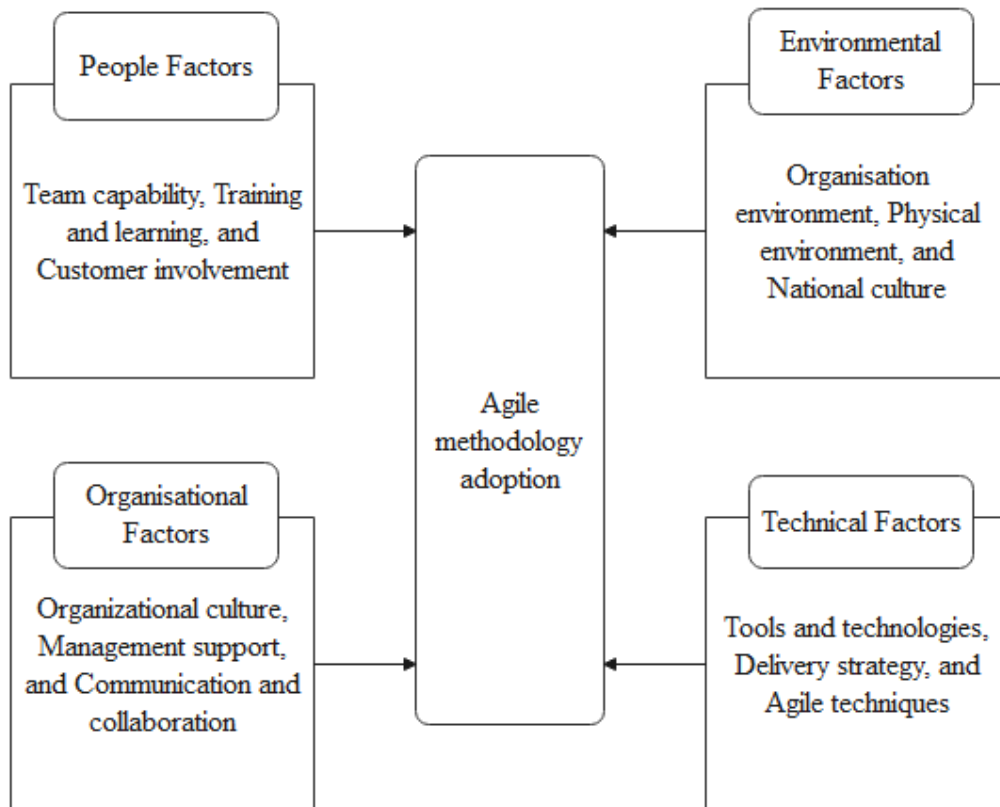 People Factors
Team capability, Training
and learning, and
Customer involvement
Environmental
Factors
Organisation
environment, Physical
environment, and
National culture
Agile
methodology
adoption
Organisational
Factors
Organizational culture,
Management support,
and Communication and
collaboration
Technical Factors
Tools and technologies,
Delivery strategy, and
Agile techniques